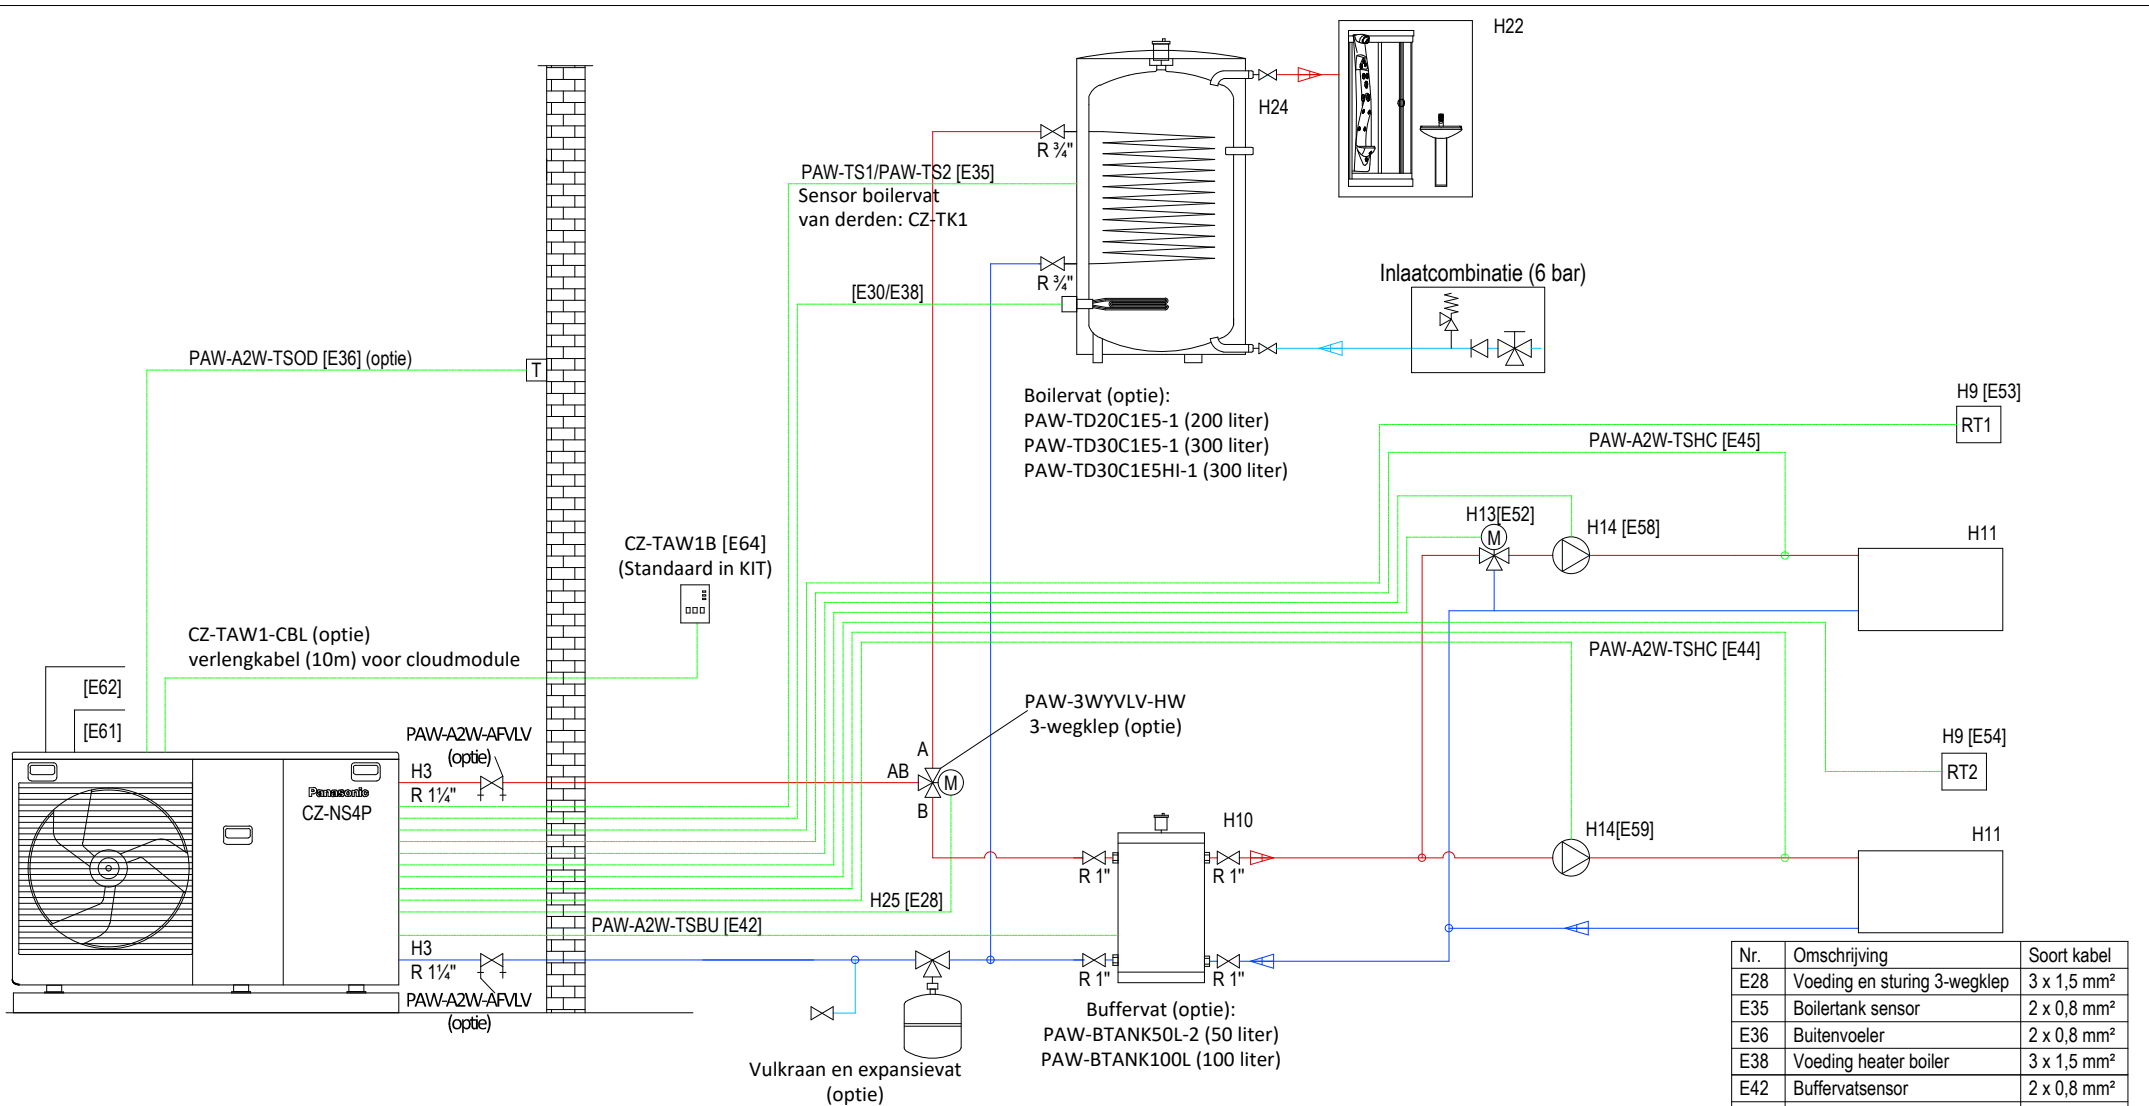 H22
H24
R ¾"
PAW-TS1/PAW-TS2 [E35]
Sensor boilervat
van derden: CZ-TK1
R ¾"
[E30/E38]
Inlaatcombinatie (6 bar)
PAW-A2W-TSOD [E36] (optie)
T
Boilervat (optie):
PAW-TD20C1E5-1 (200 liter)
PAW-TD30C1E5-1 (300 liter)
PAW-TD30C1E5HI-1 (300 liter)
H9 [E53]
RT1
PAW-A2W-TSHC [E45]
H13[E52]
M
H14 [E58]
H11
CZ-TAW1B [E64]
(Standaard in KIT)
CZ-TAW1-CBL (optie)
verlengkabel (10m) voor cloudmodule
PAW-A2W-TSHC [E44]
[E62]
[E61]
PAW-A2W-AFVLV
(optie)
PAW-3WYVLV-HW
3-wegklep (optie)
A
AB
M
B
H9 [E54]
RT2
H3
R 1¼"
Panasonic
CZ-NS4P
H10
H14[E59]
H11
R 1"
R 1"
H25 [E28]
PAW-A2W-TSBU [E42]
H3
R 1¼"
PAW-A2W-AFVLV
(optie)
R 1"
R 1"
Buffervat (optie):
PAW-BTANK50L-2 (50 liter)
PAW-BTANK100L (100 liter)
Vulkraan en expansievat
(optie)
Nr. Omschrijving Soort kabel
E28 Voeding en sturing 3-wegklep 3 x 1,5 mm²
E35 Boilertank sensor 2 x 0,8 mm²
E36 Buitenvoeler 2 x 0,8 mm²
E38 Voeding heater boiler 3 x 1,5 mm²
E42 Buffervatsensor 2 x 0,8 mm²